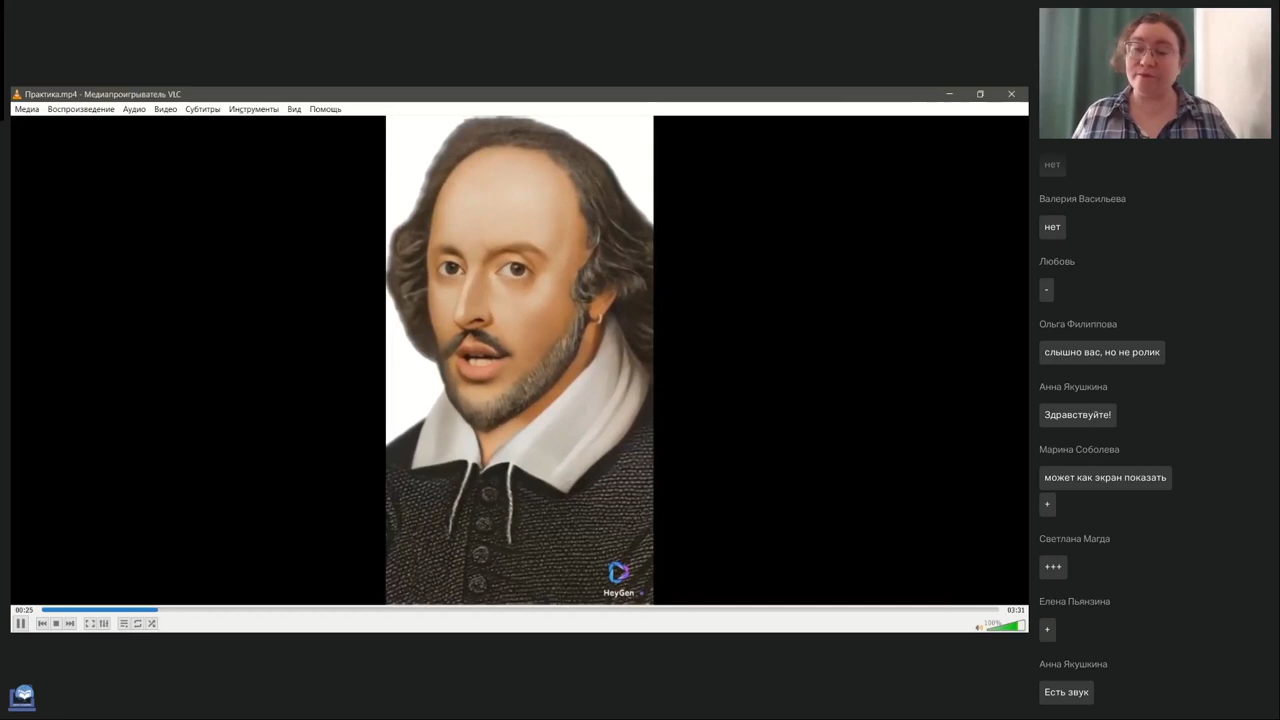 Практика.mp4 - Медиапроигрыватель VLC
Медиа Воспроизведение Аудио Видео Субтитры Инструменты Вид Помощь
HeyGen
00:25
03:31
100%
нет
Валерия Васильева
нет
Любовь
-
Ольга Филиппова
слышно вас, но не ролик
Анна Якушкина
Здравствуйте!
Марина Соболева
может как экран показать
+
Светлана Магда
+++
Елена Пьянзина
+
Анна Якушкина
Есть звук